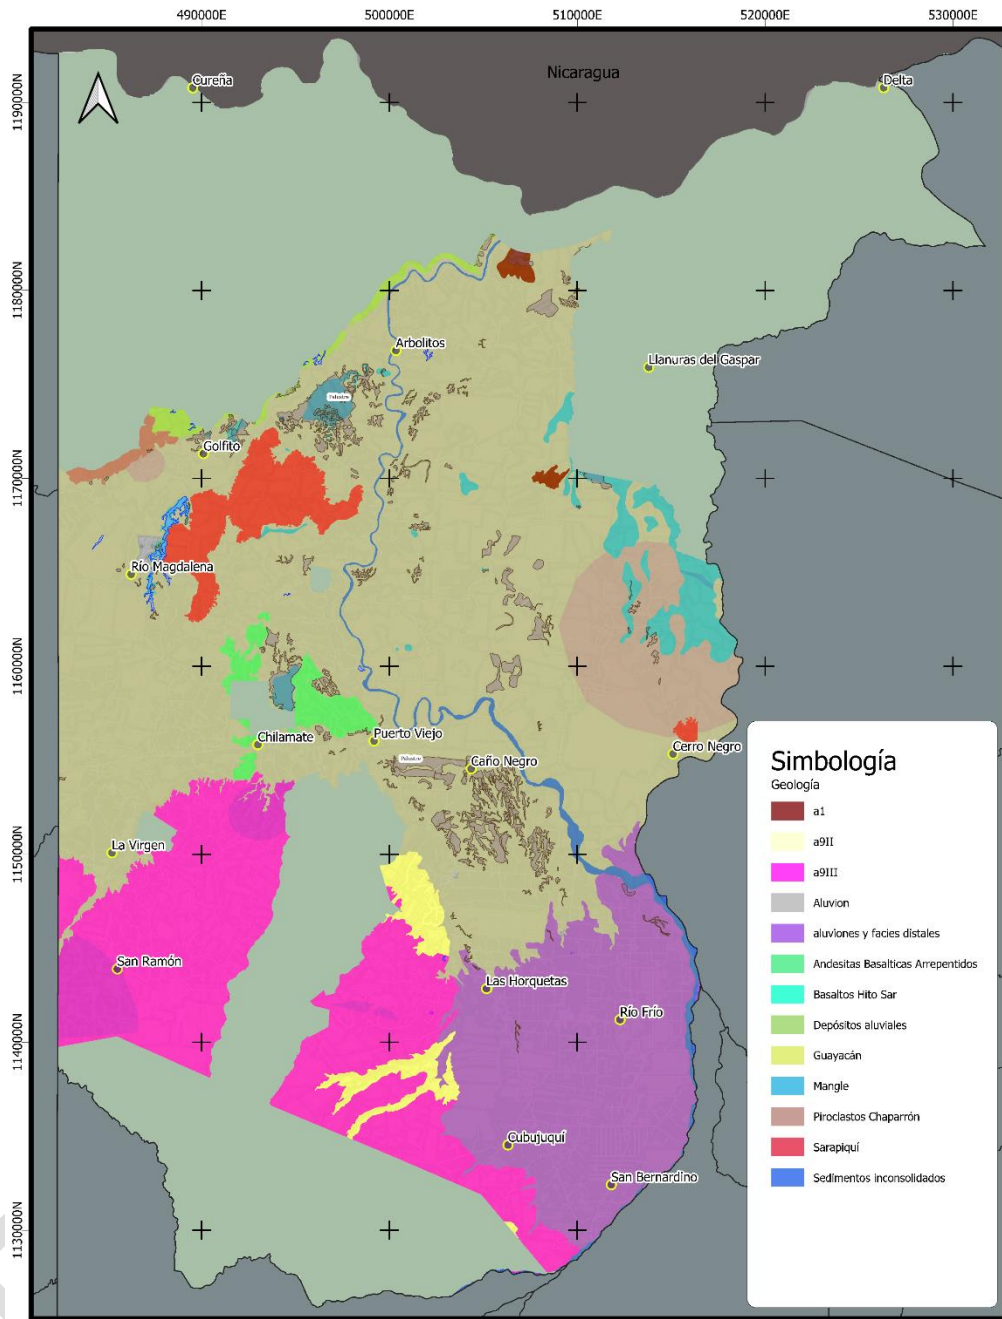 490000E 500000E 510000E 520000E 530000E
Nicaragua
Cureña
Delta
1190000N
1180000N
Arbolitos
Llanuras del Gaspar
Palustre
Golfito
1170000N
Río Magdalena
1160000N
Chilamate
Puerto Viejo
Palustre
Caño Negro
Cerro Negro
La Virgen
1150000N
San Ramón
Las Horquetas
Río Frío
1140000N
Cubujuquí
San Bernardino
1130000N
Simbología
Geología
a1
a9II
a9III
Aluvion
aluviones y facies distales
Andesitas Basalticas Arrepentidos
Basaltos Hito Sar
Depósitos aluviales
Guayacán
Mangle
Piroclastos Chaparrón
Sarapiquí
Sedimentos inconsolidados